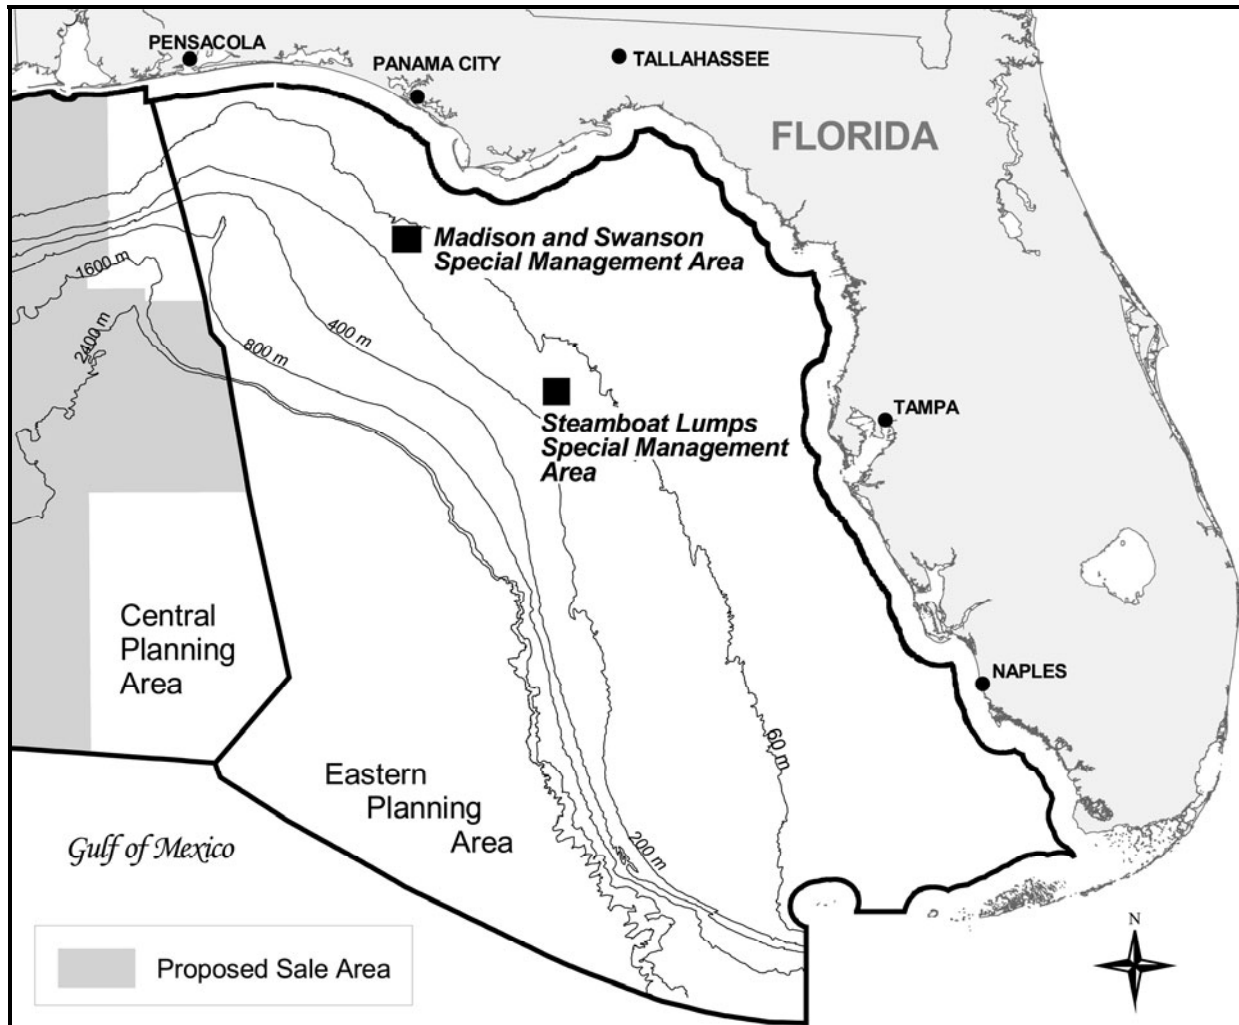 PENSACOLA
PANAMA CITY
TALLAHASSEE
FLORIDA
Madison and Swanson
Special Management Area
1600 m
2400 m
400 m
800 m
Steamboat Lumps
Special Management
Area
TAMPA
Central
Planning
Area
NAPLES
60 m
Eastern
Planning
Area
200 m
Gulf of Mexico
N
Proposed Sale Area